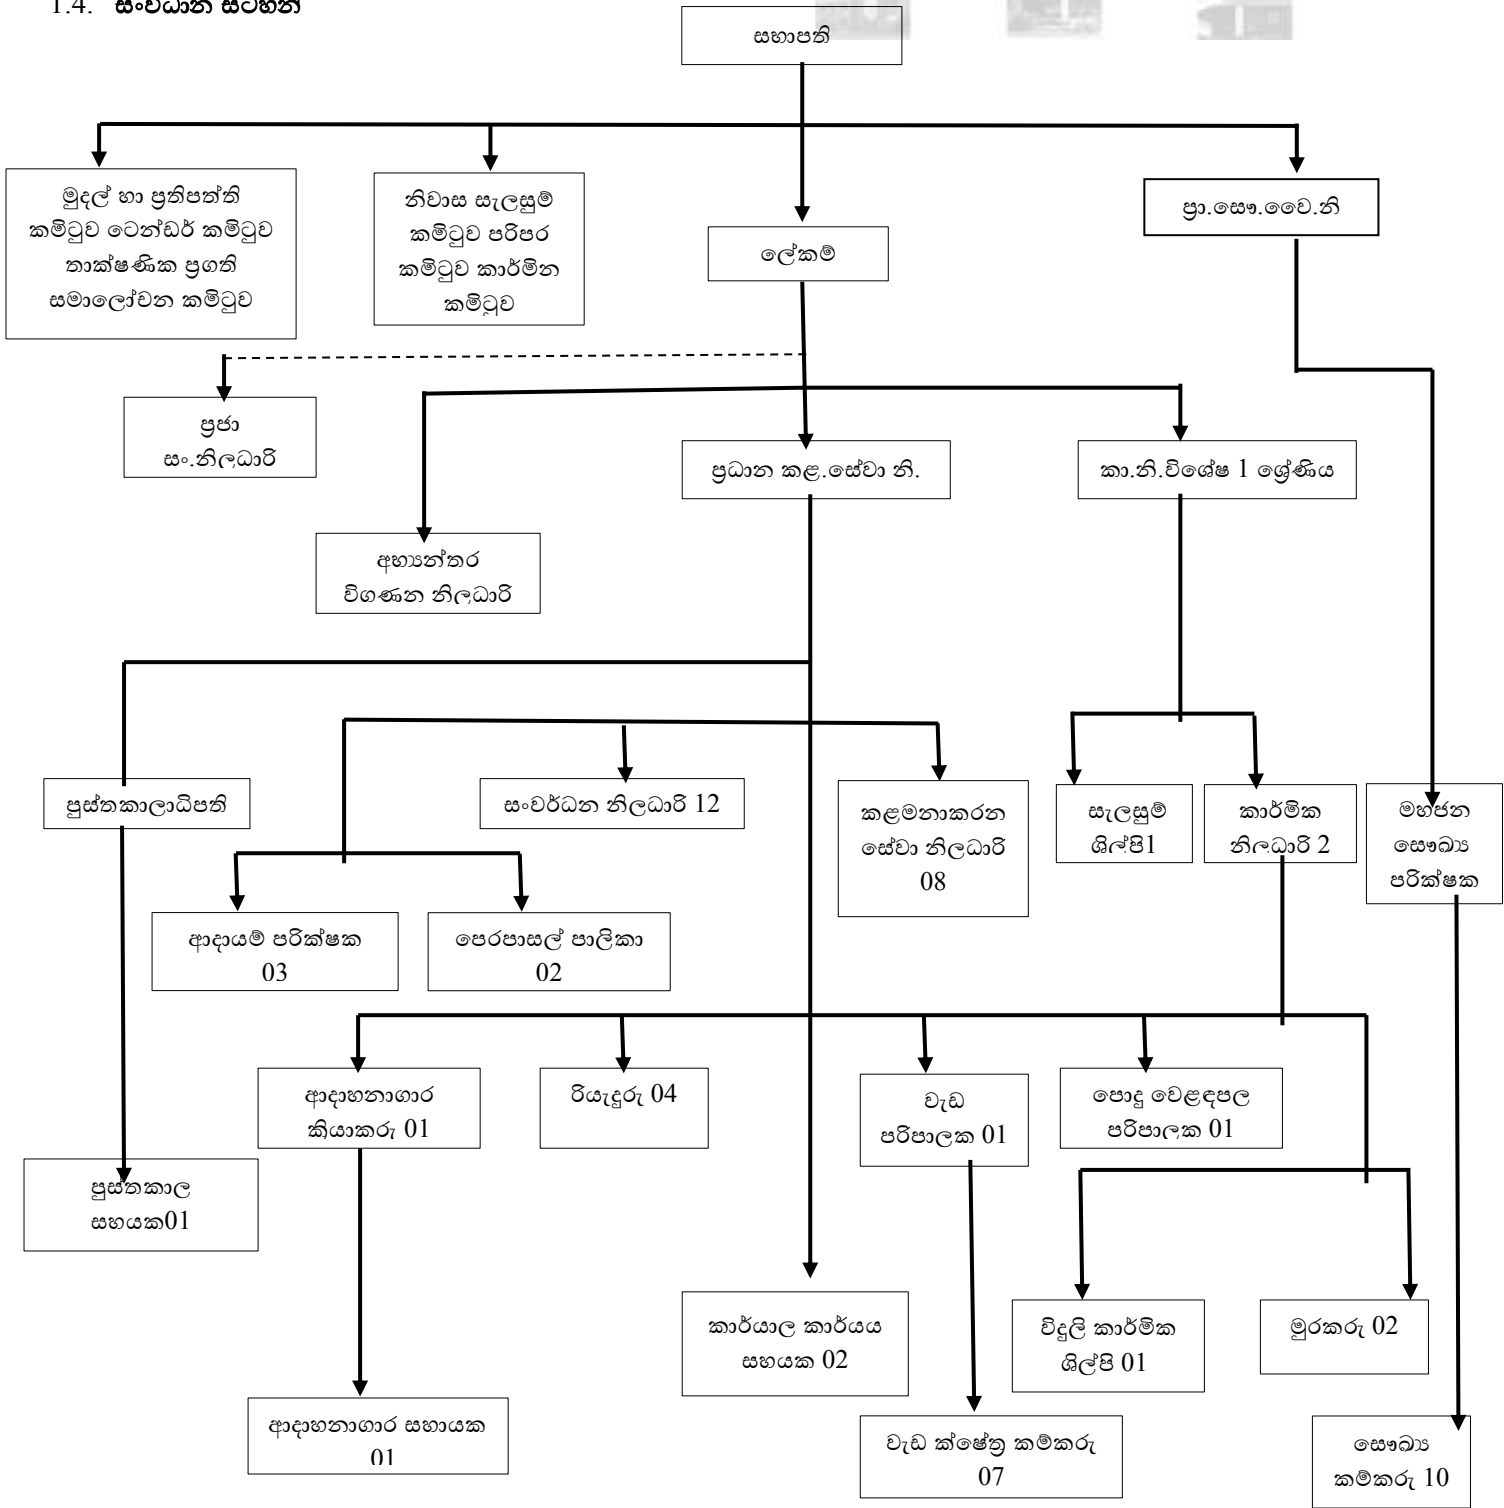 1.4. සංවිධාන සටහන
සභාපති
මුදල් හා ප්‍රතිපත්ති
කමිටුව ටෙන්ඩර් කමිටුව
තාක්ෂණික ප්‍රගති
සමාලෝචන කමිටුව
නිවාස සැලසුම්
කමිටුව පරිපර
කමිටුව කාර්මින
කමිටුව
ලේකම්
ප්‍රා.සෞ.වෛ.නි
ප්‍රජා
සං.නිලධාරි
ප්‍රධාන කළ.සේවා නි.
කා.නි.විශේෂ 1 ශ්‍රේණිය
අභ්‍යන්තර
විගණන නිලධාරි
පුස්තකාලාධිපති
සංවර්ධන නිලධාරි 12
කළමනාකරන
සේවා නිලධාරි
08
සැලසුම්
ශිල්පි1
කාර්මික
නිලධාරි 2
මහජන
සෞඛ්‍ය
පරික්ෂක
ආදායම් පරික්ෂක
03
පෙරපාසල් පාලිකා
02
ආදාහනාගාර
කියාකරු 01
රියැදුරු 04
වැඩ
පරිපාලක 01
පොදු වෙළඳපල
පරිපාලක 01
පුස්තකාල
සහයක01
කාර්යාල කාර්යය
සහයක 02
විදුලි කාර්මික
ශිල්පි 01
මුරකරු 02
ආදාහනාගාර සහායක
01
වැඩ ක්ෂේත්‍ර කම්කරු
07
සෞඛ්‍ය
කම්කරු 10